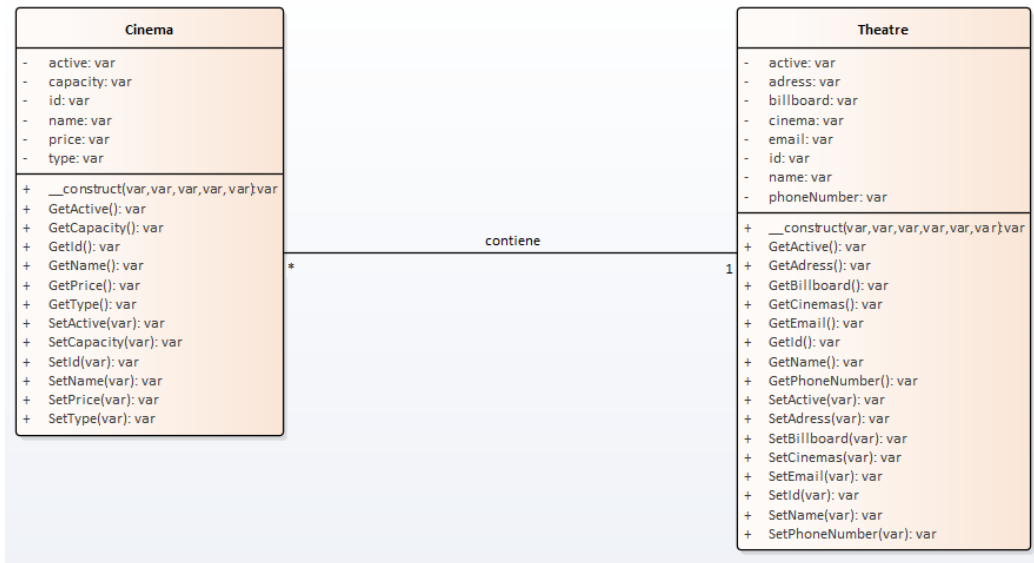 Cinema
- active: var
- capacity: var
- id: var
- name: var
- price: var
- type: var
+ __construct(var,var,var,var,var):var
+ GetActive(): var
+ GetCapacity(): var
+ GetId(): var
+ GetName(): var
+ GetPrice(): var
+ GetType(): var
+ SetActive(var): var
+ SetCapacity(var): var
+ SetId(var): var
+ SetName(var): var
+ SetPrice(var): var
+ SetType(var): var
contiene
* 1
Theatre
- active: var
- adress: var
- billboard: var
- cinema: var
- email: var
- id: var
- name: var
- phoneNumber: var
+ __construct(var,var,var,var,var,var):var
+ GetActive(): var
+ GetAdress(): var
+ GetBillboard(): var
+ GetCinemas(): var
+ GetEmail(): var
+ GetId(): var
+ GetName(): var
+ GetPhoneNumber(): var
+ SetActive(var): var
+ SetAdress(var): var
+ SetBillboard(var): var
+ SetCinemas(var): var
+ SetEmail(var): var
+ SetId(var): var
+ SetName(var): var
+ SetPhoneNumber(var): var